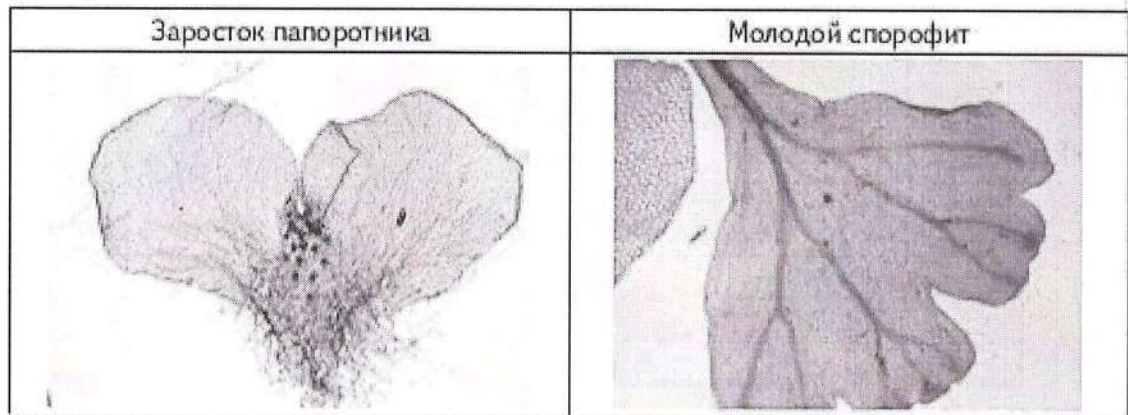 Заросток папоротника
Молодой спорофит